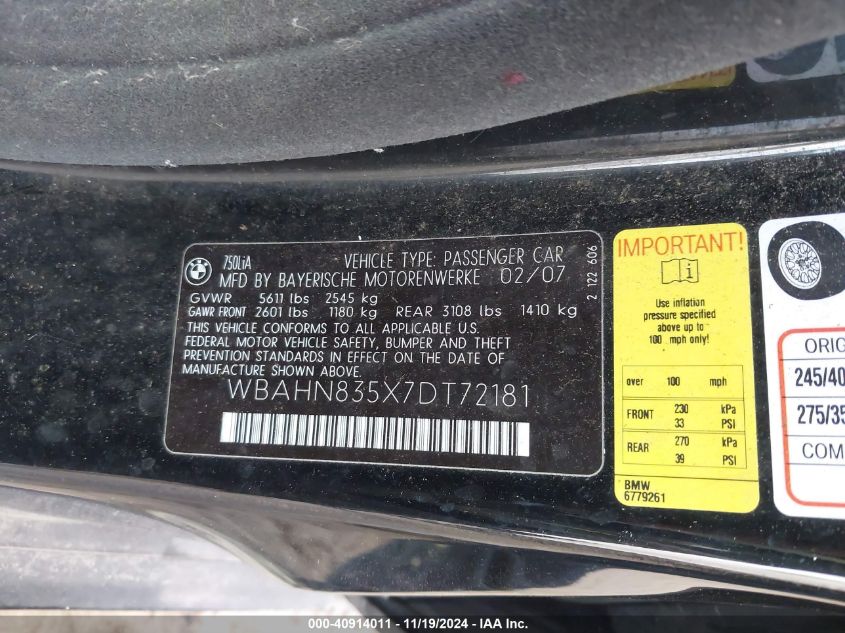 BMW
750LiA VEHICLE TYPE: PASSENGER CAR
MFD BY BAYERISCHE MOTORENWERKE 02/07
GVWR 5611 lbs 2545 kg
GAWR FRONT 2601 lbs 1180 kg REAR 3108 lbs 1410 kg
THIS VEHICLE CONFORMS TO ALL APPLICABLE U.S.
FEDERAL MOTOR VEHICLE SAFETY, BUMPER AND THEFT
PREVENTION STANDARDS IN EFFECT ON THE DATE OF
MANUFACTURE SHOWN ABOVE.
WBAHN835X7DT72181
2 122 606
IMPORTANT!
Use inflation
pressure specified
above up to
100 mph only!
over 100 mph
FRONT 230 kPa
33 PSI
REAR 270 kPa
39 PSI
BMW
6779261
ORIG
245/40
275/35
COM
000-40914011 - 11/19/2024 - IAA Inc.